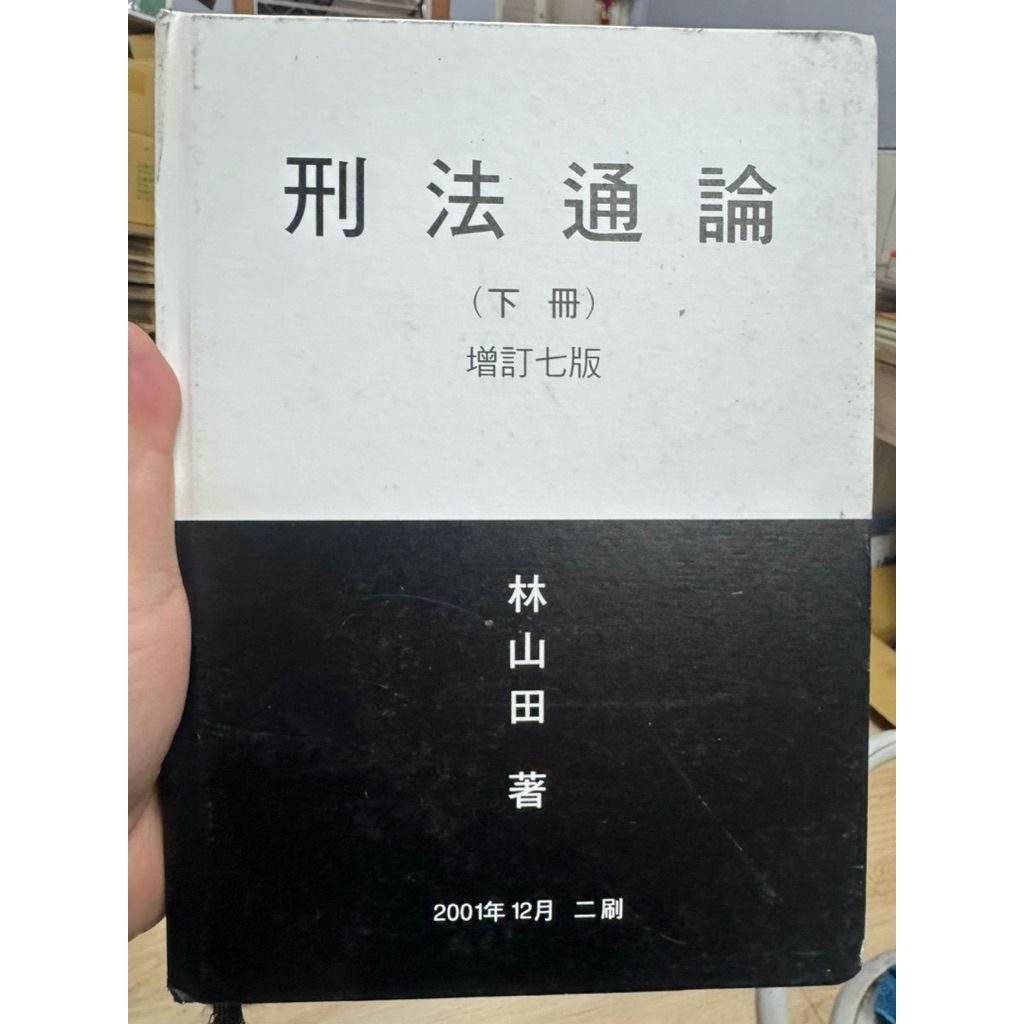 刑法通論
（下冊）
增訂七版
林山田 著
2001年12月 二刷